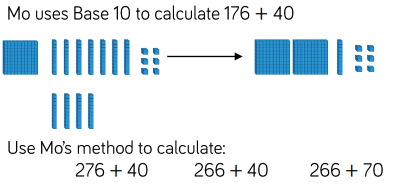 Mo uses Base 10 to calculate 176 + 40
Use Mo's method to calculate:
276 + 40 266 + 40 266 + 70